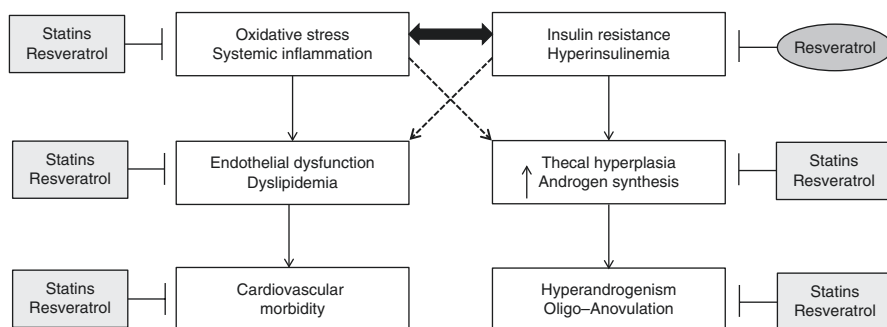 Statins
Resveratrol
Oxidative stress
Systemic inflammation
Insulin resistance
Hyperinsulinemia
Resveratrol
Statins
Resveratrol
Endothelial dysfunction
Dyslipidemia
Thecal hyperplasia
Androgen synthesis
Statins
Resveratrol
Statins
Resveratrol
Cardiovascular
morbidity
Hyperandrogenism
Oligo–Anovulation
Statins
Resveratrol